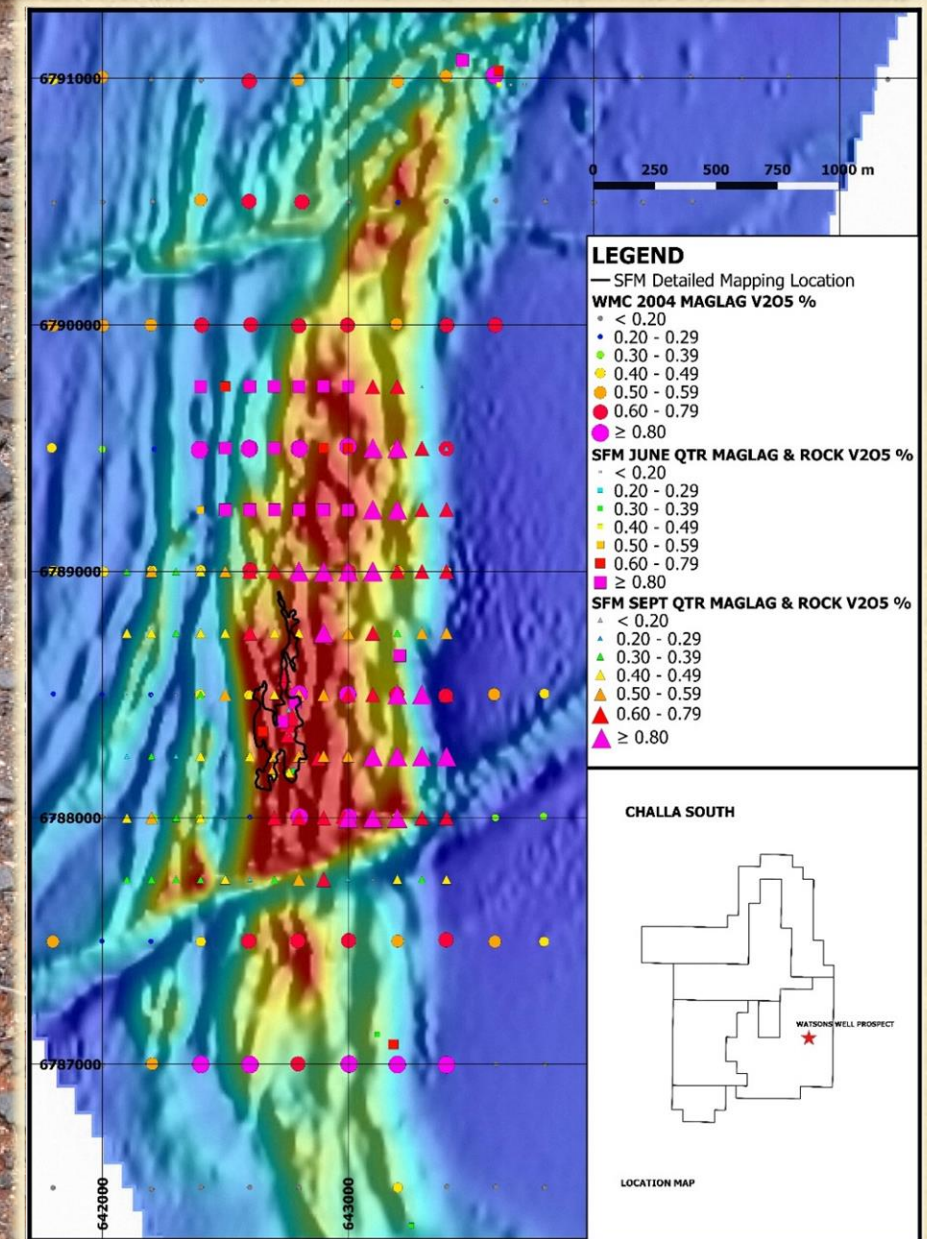 6791000
0 250 500 750 1000 m
LEGEND
SFM Detailed Mapping Location
WMC 2004 MAGLAG V2O5 %
< 0.20
0.20 - 0.29
0.30 - 0.39
0.40 - 0.49
0.50 - 0.59
0.60 - 0.79
≥ 0.80
SFM JUNE QTR MAGLAG & ROCK V2O5 %
< 0.20
0.20 - 0.29
0.30 - 0.39
0.40 - 0.49
0.50 - 0.59
0.60 - 0.79
≥ 0.80
SFM SEPT QTR MAGLAG & ROCK V2O5 %
< 0.20
0.20 - 0.29
0.30 - 0.39
0.40 - 0.49
0.50 - 0.59
0.60 - 0.79
≥ 0.80
6790000
6789000
6788000
6787000
642000
643000
CHALLA SOUTH
WATSONS WELL PROSPECT
LOCATION MAP